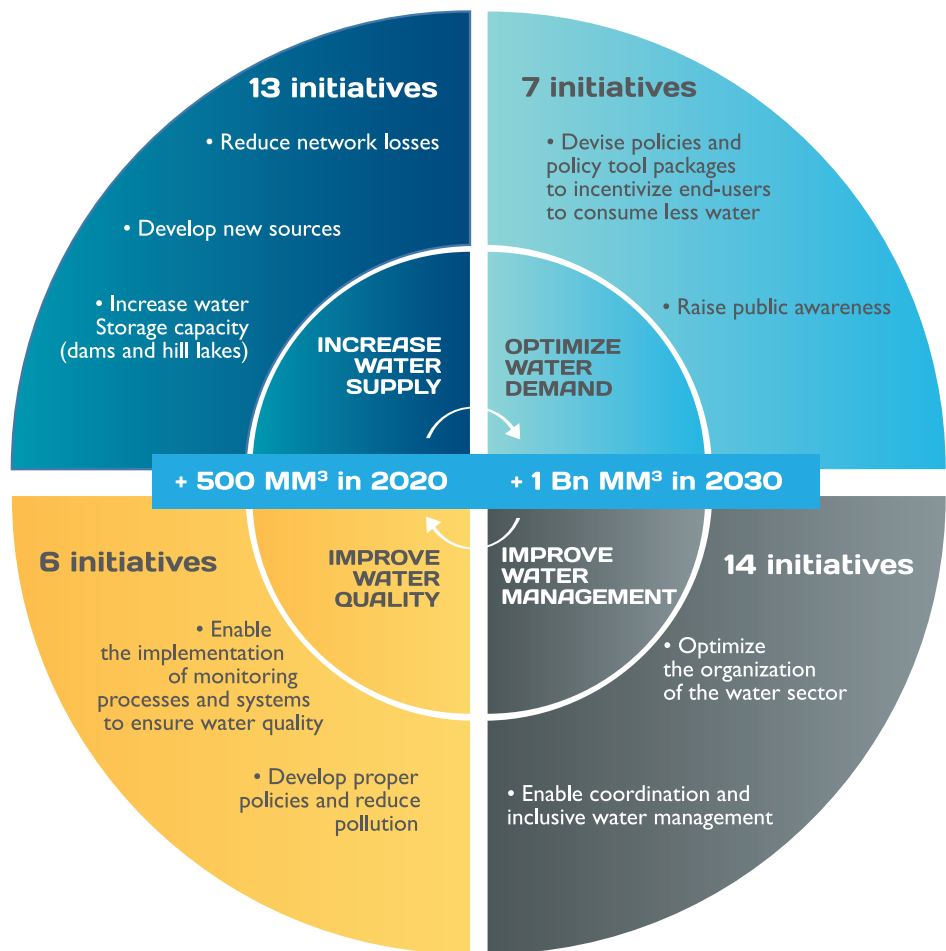 13 initiatives
• Reduce network losses
• Develop new sources
• Increase water
Storage capacity
(dams and hill lakes)
INCREASE
WATER
SUPPLY
7 initiatives
• Devise policies and
policy tool packages
to incentivize end-users
to consume less water
• Raise public awareness
OPTIMIZE
WATER
DEMAND
+ 500 MM³ in 2020
+ 1 Bn MM³ in 2030
6 initiatives
IMPROVE
WATER
QUALITY
• Enable
the implementation
of monitoring
processes and systems
to ensure water quality
• Develop proper
policies and reduce
pollution
IMPROVE
WATER
MANAGEMENT
14 initiatives
• Optimize
the organization
of the water sector
• Enable coordination and
inclusive water management